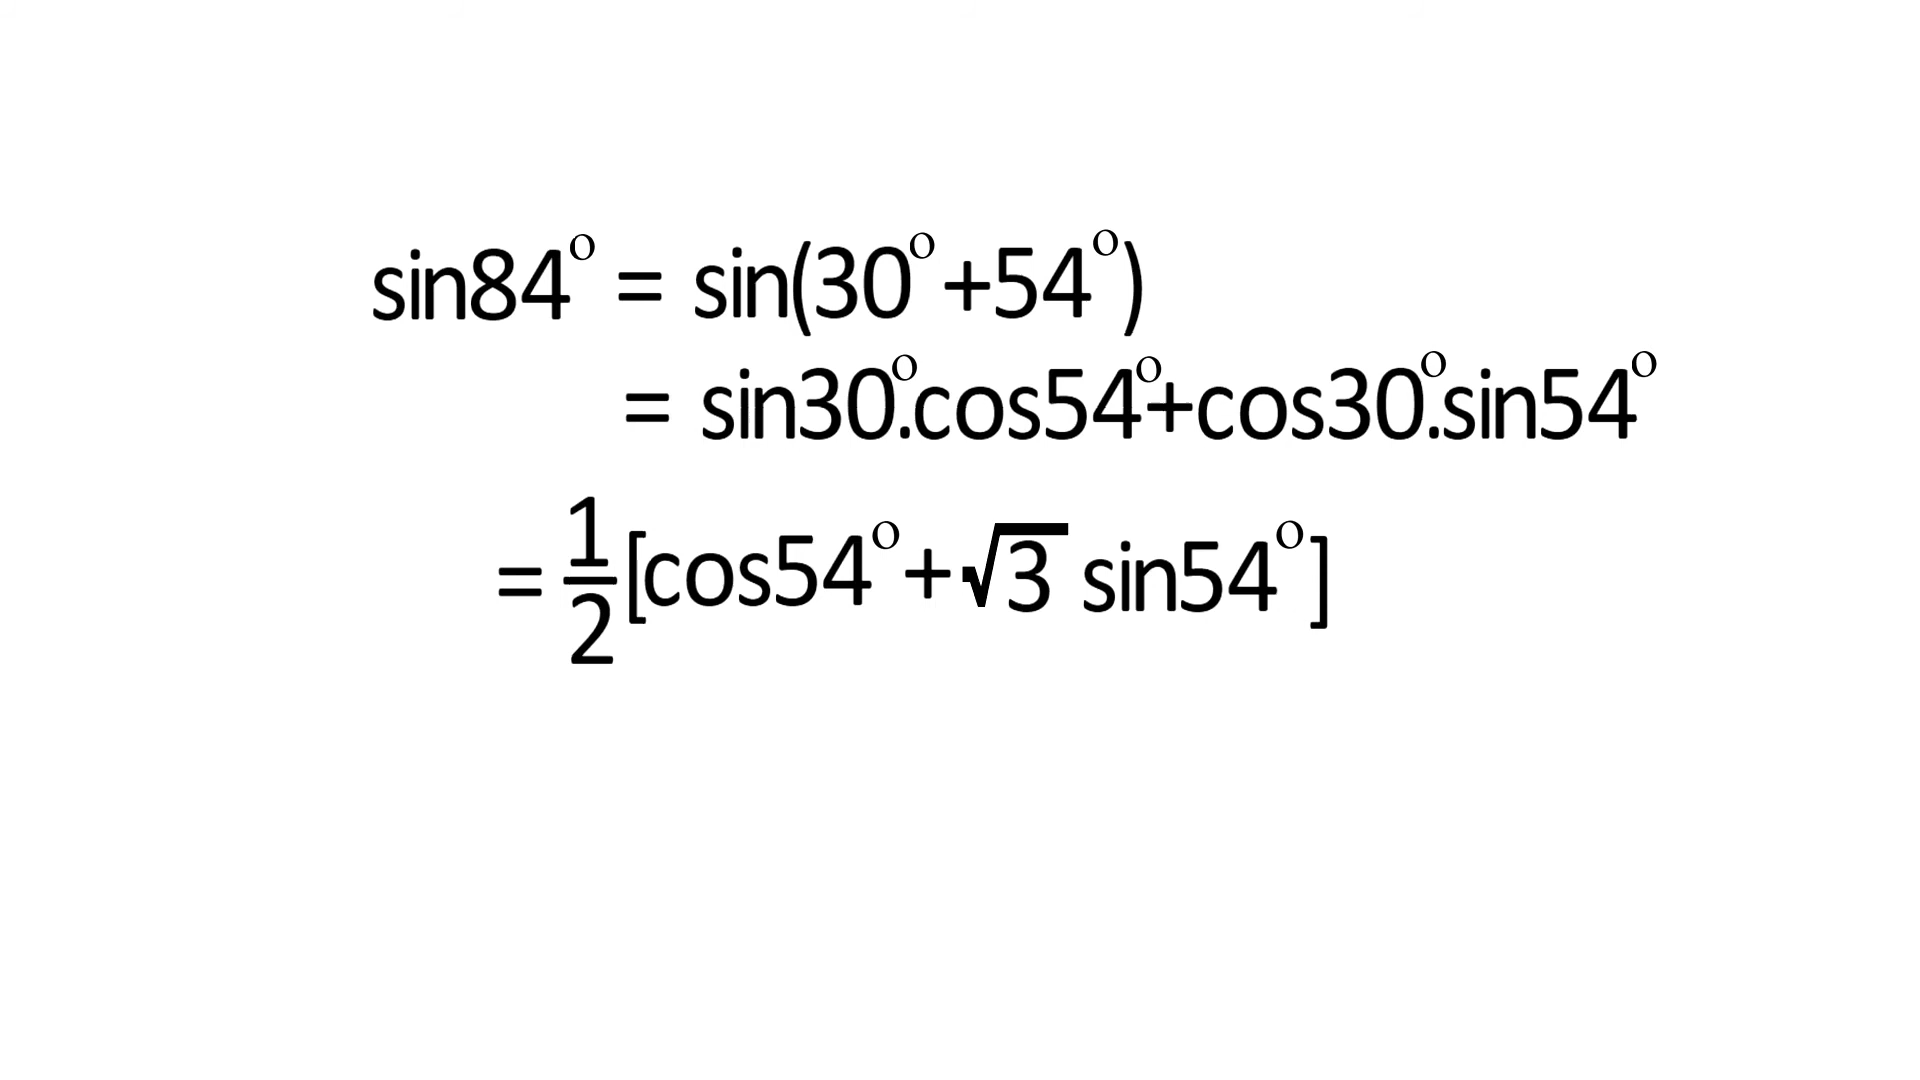 sin84° = sin(30°+54°)
= sin30°.cos54°+cos30°.sin54°
= 1/2 [cos54°+√3 sin54°]